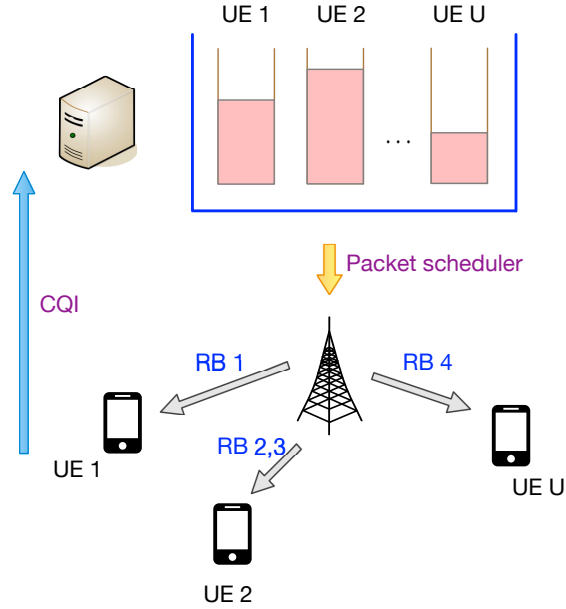 UE 1
UE 2
UE U
...
Packet scheduler
CQI
RB 1
RB 4
RB 2,3
UE 1
UE U
UE 2